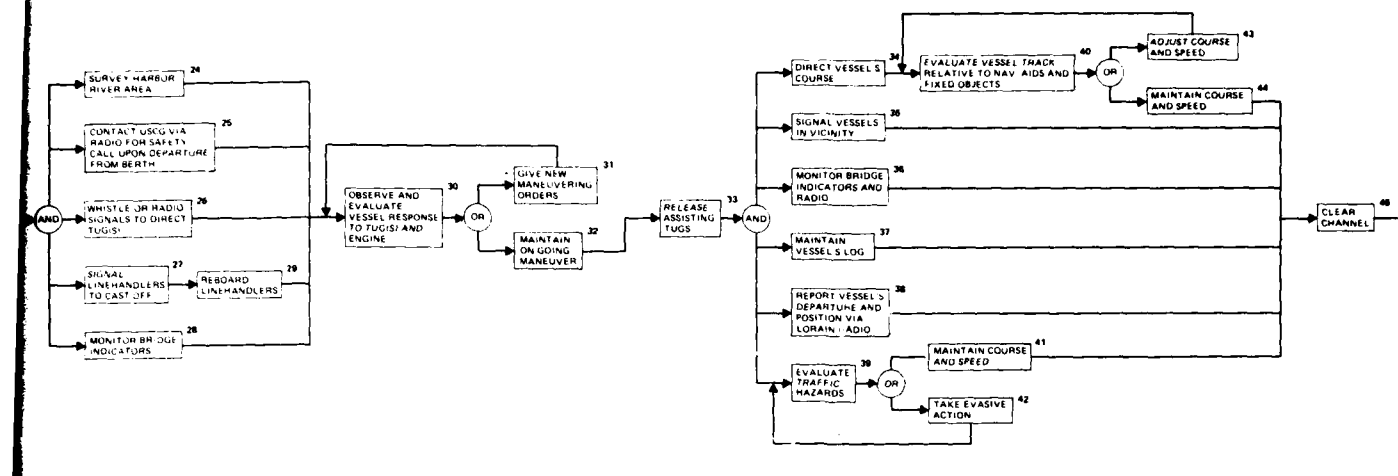 AND
SURVEY HARBOR
RIVER AREA
24
CONTACT USCG VIA
RADIO FOR SAFETY
CALL UPON DEPARTURE
FROM BERTH
25
WHISTLE OR RADIO
SIGNALS TO DIRECT
TUG(S)
26
SIGNAL
LINEHANDLERS
TO CAST OFF
27
REBOARD
LINEHANDLERS
29
MONITOR BRIDGE
INDICATORS
28
OBSERVE AND
EVALUATE
VESSEL RESPONSE
TO TUG(S) AND
ENGINE
30
OR
GIVE NEW
MANEUVERING
ORDERS
31
MAINTAIN
ON GOING
MANEUVER
32
RELEASE
ASSISTING
TUGS
33
AND
DIRECT VESSEL'S
COURSE
34
EVALUATE VESSEL TRACK
RELATIVE TO NAV. AIDS AND
FIXED OBJECTS
40
OR
ADJUST COURSE
AND SPEED
43
MAINTAIN COURSE
AND SPEED
44
SIGNAL VESSELS
IN VICINITY
35
MONITOR BRIDGE
INDICATORS AND
RADIO
36
MAINTAIN
VESSEL'S LOG
37
REPORT VESSEL'S
DEPARTURE AND
POSITION VIA
LORAIN RADIO
38
EVALUATE
TRAFFIC
HAZARDS
39
OR
MAINTAIN COURSE
AND SPEED
41
TAKE EVASIVE
ACTION
42
CLEAR
CHANNEL